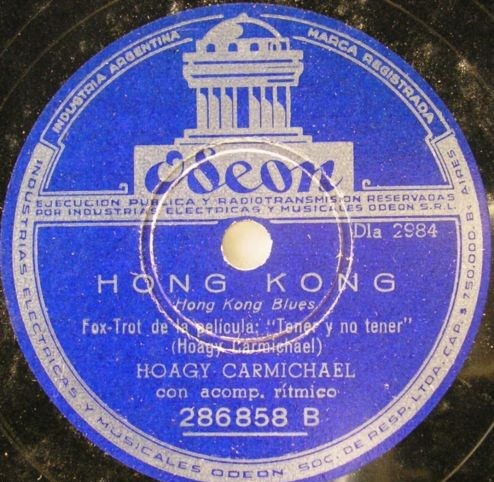 INDUSTRIA ARGENTINA
MARCA REGISTRADA
Odeon
EJECUCION PUBLICA Y RADIOTRANSMISION RESERVADAS
POR INDUSTRIAS ELECTRICAS Y MUSICALES ODEON S.R.L.
Dla 2984
HONG KONG
Hong Kong Blues
Fox-Trot de la película: "Tener y no tener"
(Hoagy Carmichael)
HOAGY CARMICHAEL
con acomp. rítmico
286858 B
INDUSTRIAS ELECTRICAS Y MUSICALES ODEON SOC. DE RESP. LTDA-CAP. $ 750.000. B. AIRES